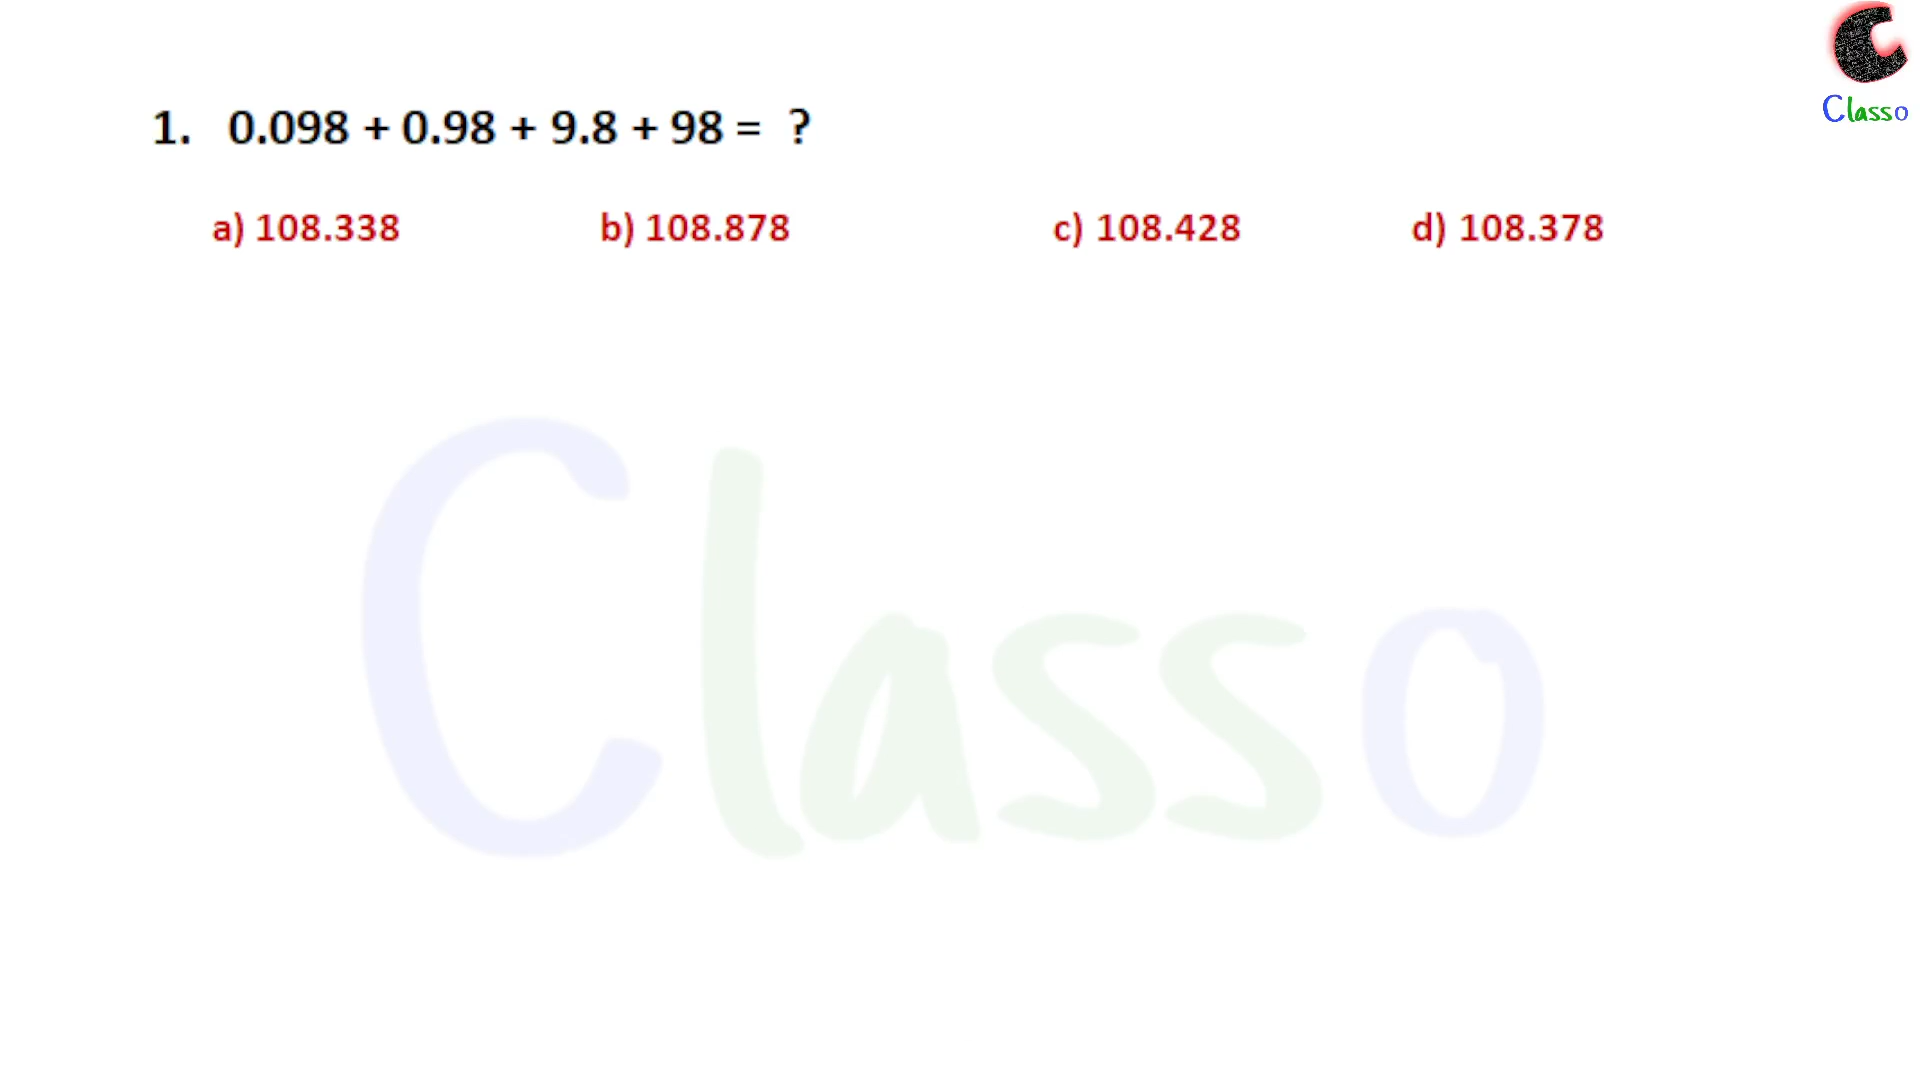 Classo
1. 0.098 + 0.98 + 9.8 + 98 = ?
a) 108.338 b) 108.878 c) 108.428 d) 108.378
Classo